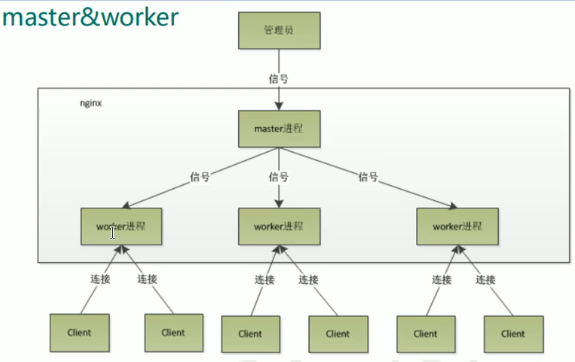 master&worker
管理员
信号
nginx
master进程
信号
信号
信号
worker进程
worker进程
worker进程
连接
连接
连接
连接
连接
连接
Client
Client
Client
Client
Client
Client